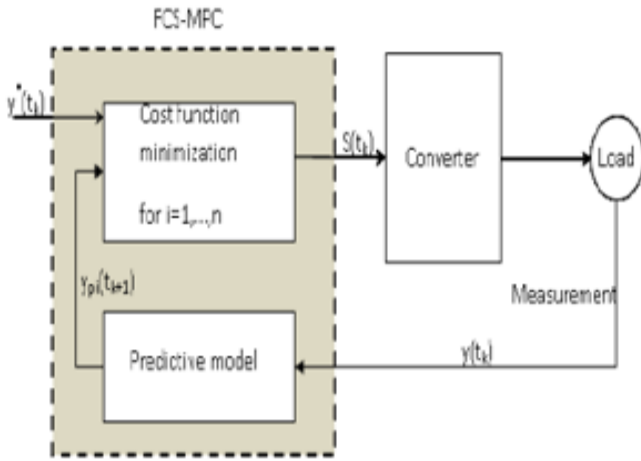 FCS-MPC
y*(tₖ)
Cost function
minimization
for i=1,...,n
S(tₖ)
Converter
Load
yₚᵢ(tₖ₊₁)
Measurement
Predictive model
y(tₖ)